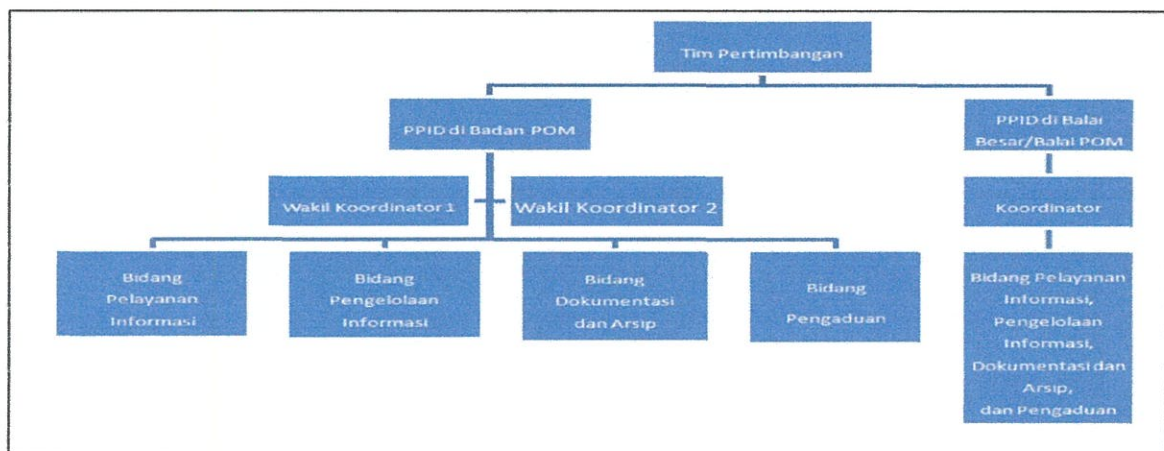 Tim Pertimbangan
PPID di Badan POM
PPID di Balai
Besar/Balai POM
Wakil Koordinator 1
Wakil Koordinator 2
Koordinator
Bidang
Pelayanan
Informasi
Bidang
Pengelolaan
Informasi
Bidang
Dokumentasi
dan Arsip
Bidang
Pengaduan
Bidang Pelayanan
Informasi,
Pengelolaan
Informasi,
Dokumentasi dan
Arsip,
dan Pengaduan